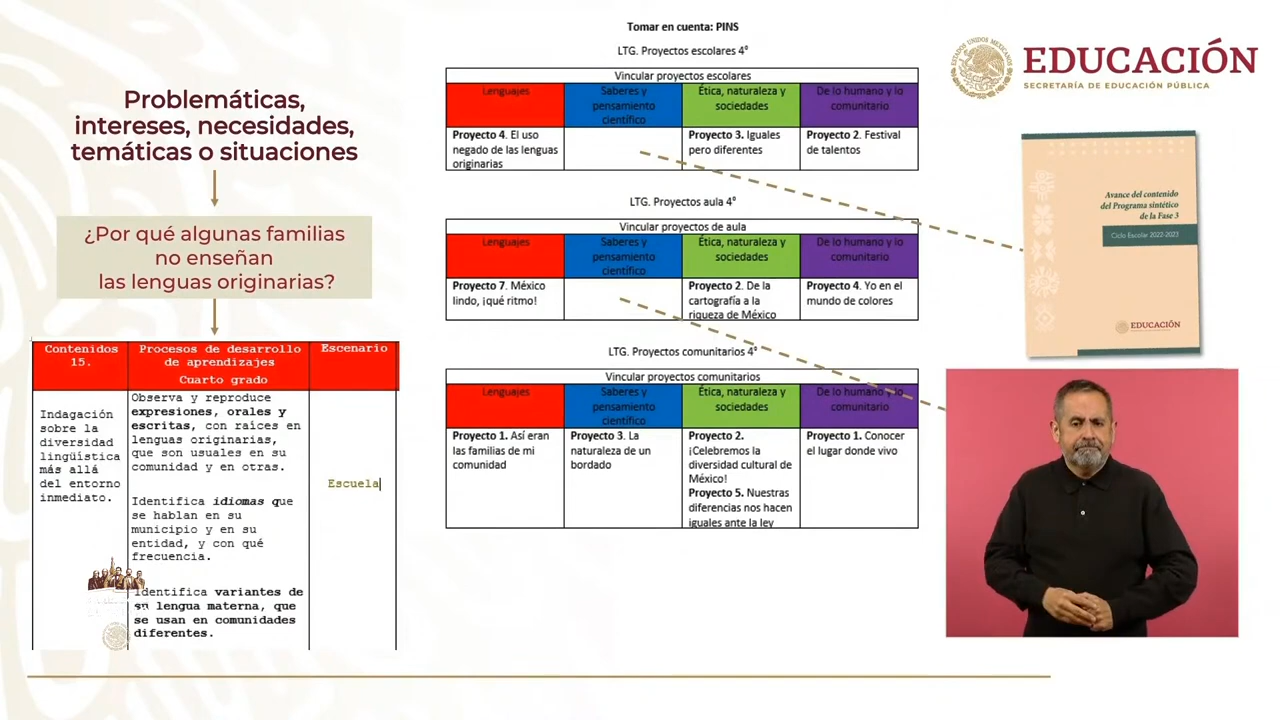 Problemáticas,
intereses, necesidades,
temáticas o situaciones
¿Por qué algunas familias
no enseñan
las lenguas originarias?
Contenidos
15.
Procesos de desarrollo
de aprendizajes
Cuarto grado
Escenario
Indagación
sobre la
diversidad
lingüística
más allá
del entorno
inmediato.
Observa y reproduce
expresiones, orales y
escritas, con raíces en
lenguas originarias,
que son usuales en su
comunidad y en otras.
Identifica idiomas que
se hablan en su
municipio y en su
entidad, y con qué
frecuencia.
Identifica variantes de
su lengua materna, que
se usan en comunidades
diferentes.
Escuela
Tomar en cuenta: PINS
LTG. Proyectos escolares 4°
Vincular proyectos escolares
Lenguajes
Saberes y
pensamiento
científico
Ética, naturaleza y
sociedades
De lo humano y lo
comunitario
Proyecto 4. El uso
negado de las lenguas
originarias
Proyecto 3. Iguales
pero diferentes
Proyecto 2. Festival
de talentos
LTG. Proyectos aula 4°
Vincular proyectos de aula
Lenguajes
Saberes y
pensamiento
científico
Ética, naturaleza y
sociedades
De lo humano y lo
comunitario
Proyecto 7. México
lindo, ¡qué ritmo!
Proyecto 2. De la
cartografía a la
riqueza de México
Proyecto 4. Yo en el
mundo de colores
LTG. Proyectos comunitarios 4°
Vincular proyectos comunitarios
Lenguajes
Saberes y
pensamiento
científico
Ética, naturaleza y
sociedades
De lo humano y lo
comunitario
Proyecto 1. Así eran
las familias de mi
comunidad
Proyecto 3. La
naturaleza de un
bordado
Proyecto 2.
¡Celebremos la
diversidad cultural de
México!
Proyecto 5. Nuestras
diferencias nos hacen
iguales ante la ley
Proyecto 1. Conocer
el lugar donde vivo
ESTADOS UNIDOS MEXICANOS
EDUCACIÓN
SECRETARÍA DE EDUCACIÓN PÚBLICA
Avance del contenido
del Programa sintético
de la Fase 3
Ciclo Escolar 2022-2023
EDUCACIÓN